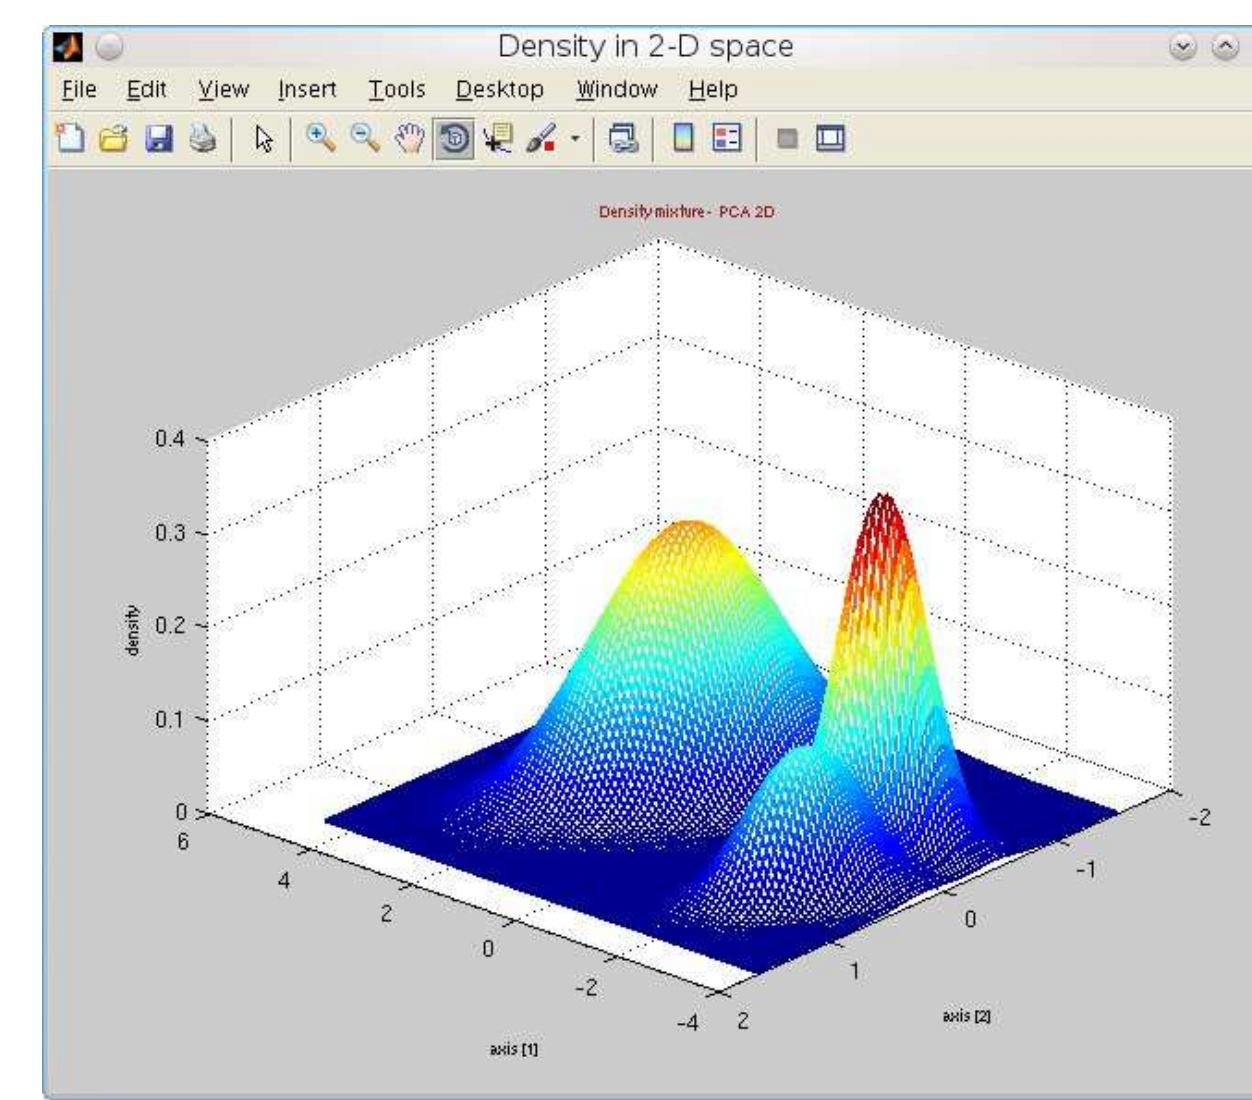 Density in 2-D space
File Edit View Insert Tools Desktop Window Help
Density mixture - PCA 2D
0.4
0.3
0.2
0.1
0
density
6
4
2
0
-2
-4
axis [1]
2
1
0
-1
-2
axis [2]